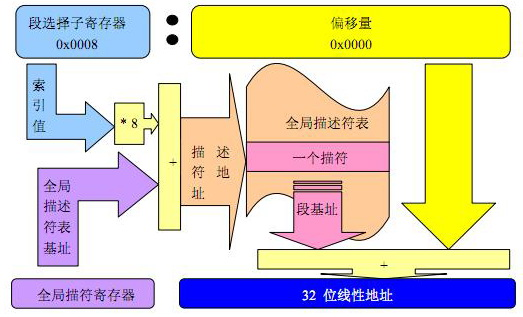 段选择子寄存器
0x0008
:
偏移量
0x0000
索
引
值
* 8
+
描 述
符 地
址
全局描述符表
一个描符
段基址
全局
描述
符表
基址
+
全局描符寄存器
32 位线性地址